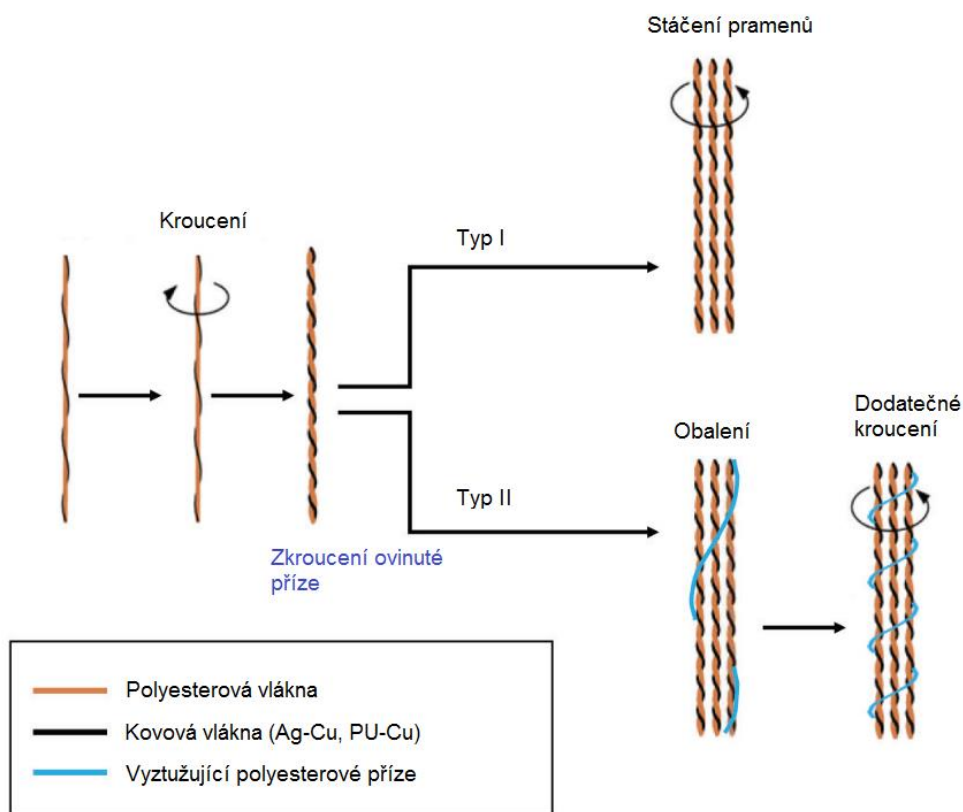 Stáčení pramenů
Kroucení
Typ I
Dodatečné
kroucení
Obalení
Typ II
Zkroucení ovinuté
příze
Polyesterová vlákna
Kovová vlákna (Ag-Cu, PU-Cu)
Vyztužující polyesterové příze